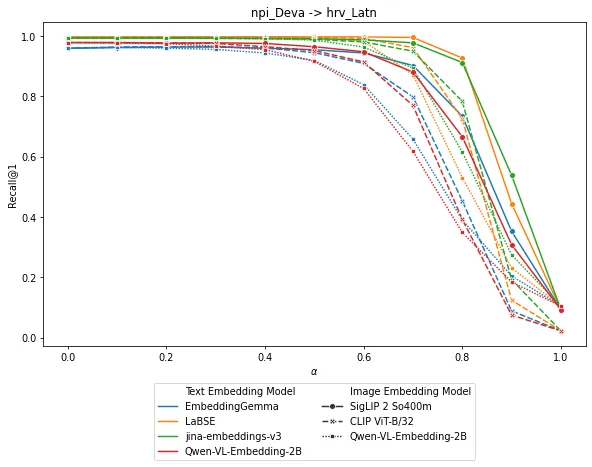 npi_Deva -> hrv_Latn
1.0
0.8
0.6
0.4
0.2
0.0
Recall@1
0.0 0.2 0.4 0.6 0.8 1.0
α
Text Embedding Model Image Embedding Model
EmbeddingGemma SigLIP 2 So400m
LaBSE CLIP ViT-B/32
jina-embeddings-v3 Qwen-VL-Embedding-2B
Qwen-VL-Embedding-2B